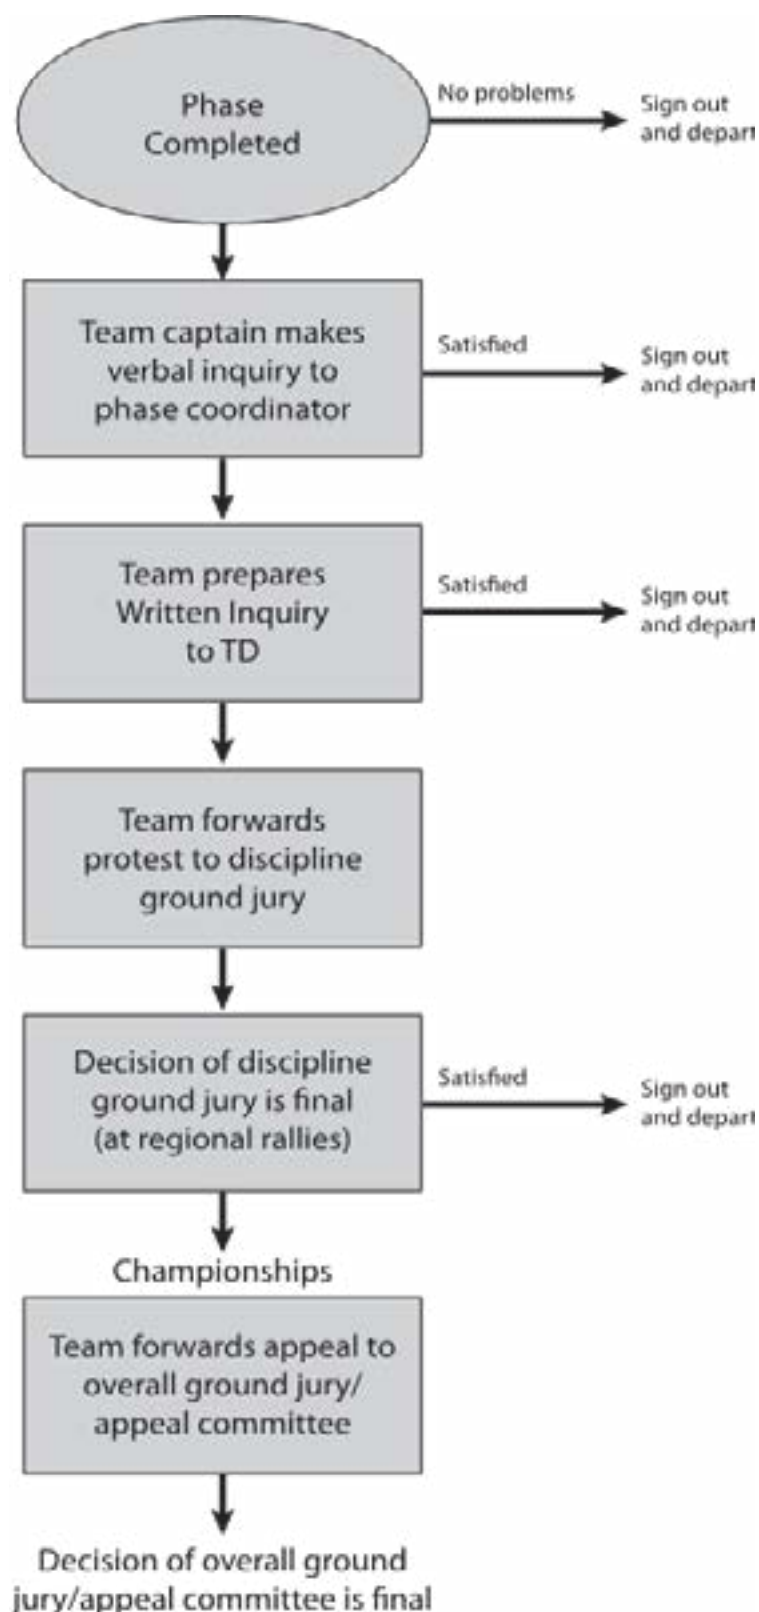 Phase
Completed
No problems
Sign out
and depart
Team captain makes
verbal inquiry to
phase coordinator
Satisfied
Sign out
and depart
Team prepares
Written Inquiry
to TD
Satisfied
Sign out
and depart
Team forwards
protest to discipline
ground jury
Decision of discipline
ground jury is final
(at regional rallies)
Satisfied
Sign out
and depart
Championships
Team forwards appeal to
overall ground jury/
appeal committee
Decision of overall ground
jury/appeal committee is final